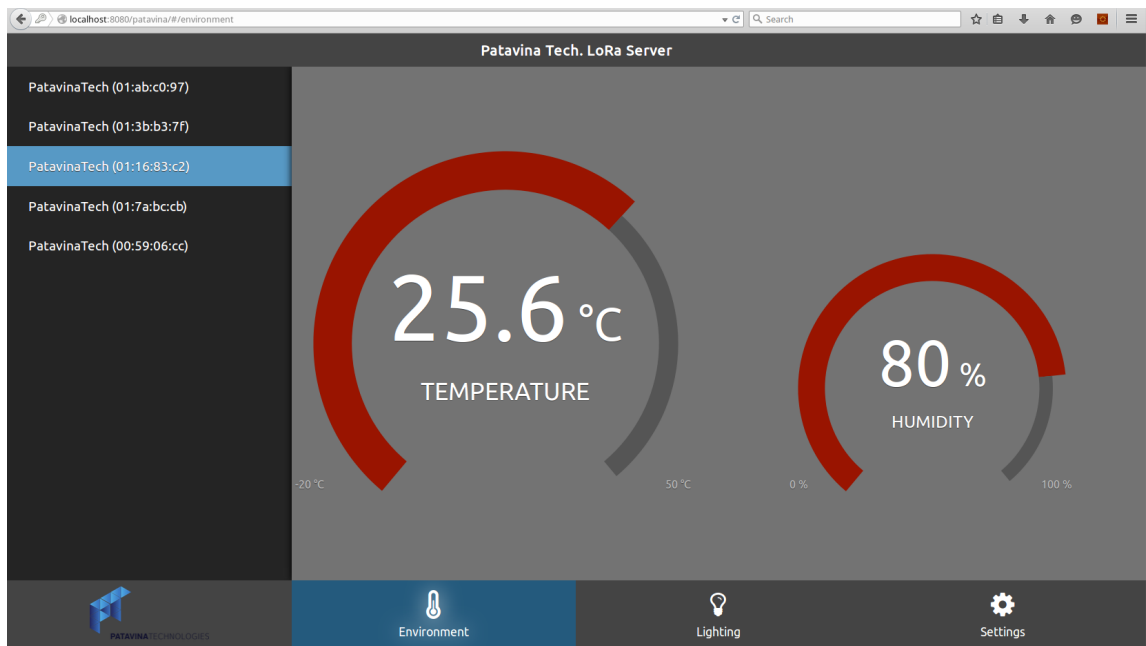 localhost:8080/patavina/#/environment
Search
Patavina Tech. LoRa Server
PatavinaTech (01:ab:c0:97)
PatavinaTech (01:3b:b3:7f)
PatavinaTech (01:16:83:c2)
PatavinaTech (01:7a:bc:cb)
PatavinaTech (00:59:06:cc)
25.6 °C
TEMPERATURE
-20 °C
50 °C
80 %
HUMIDITY
0 %
100 %
PATAVINATECHNOLOGIES
Environment
Lighting
Settings